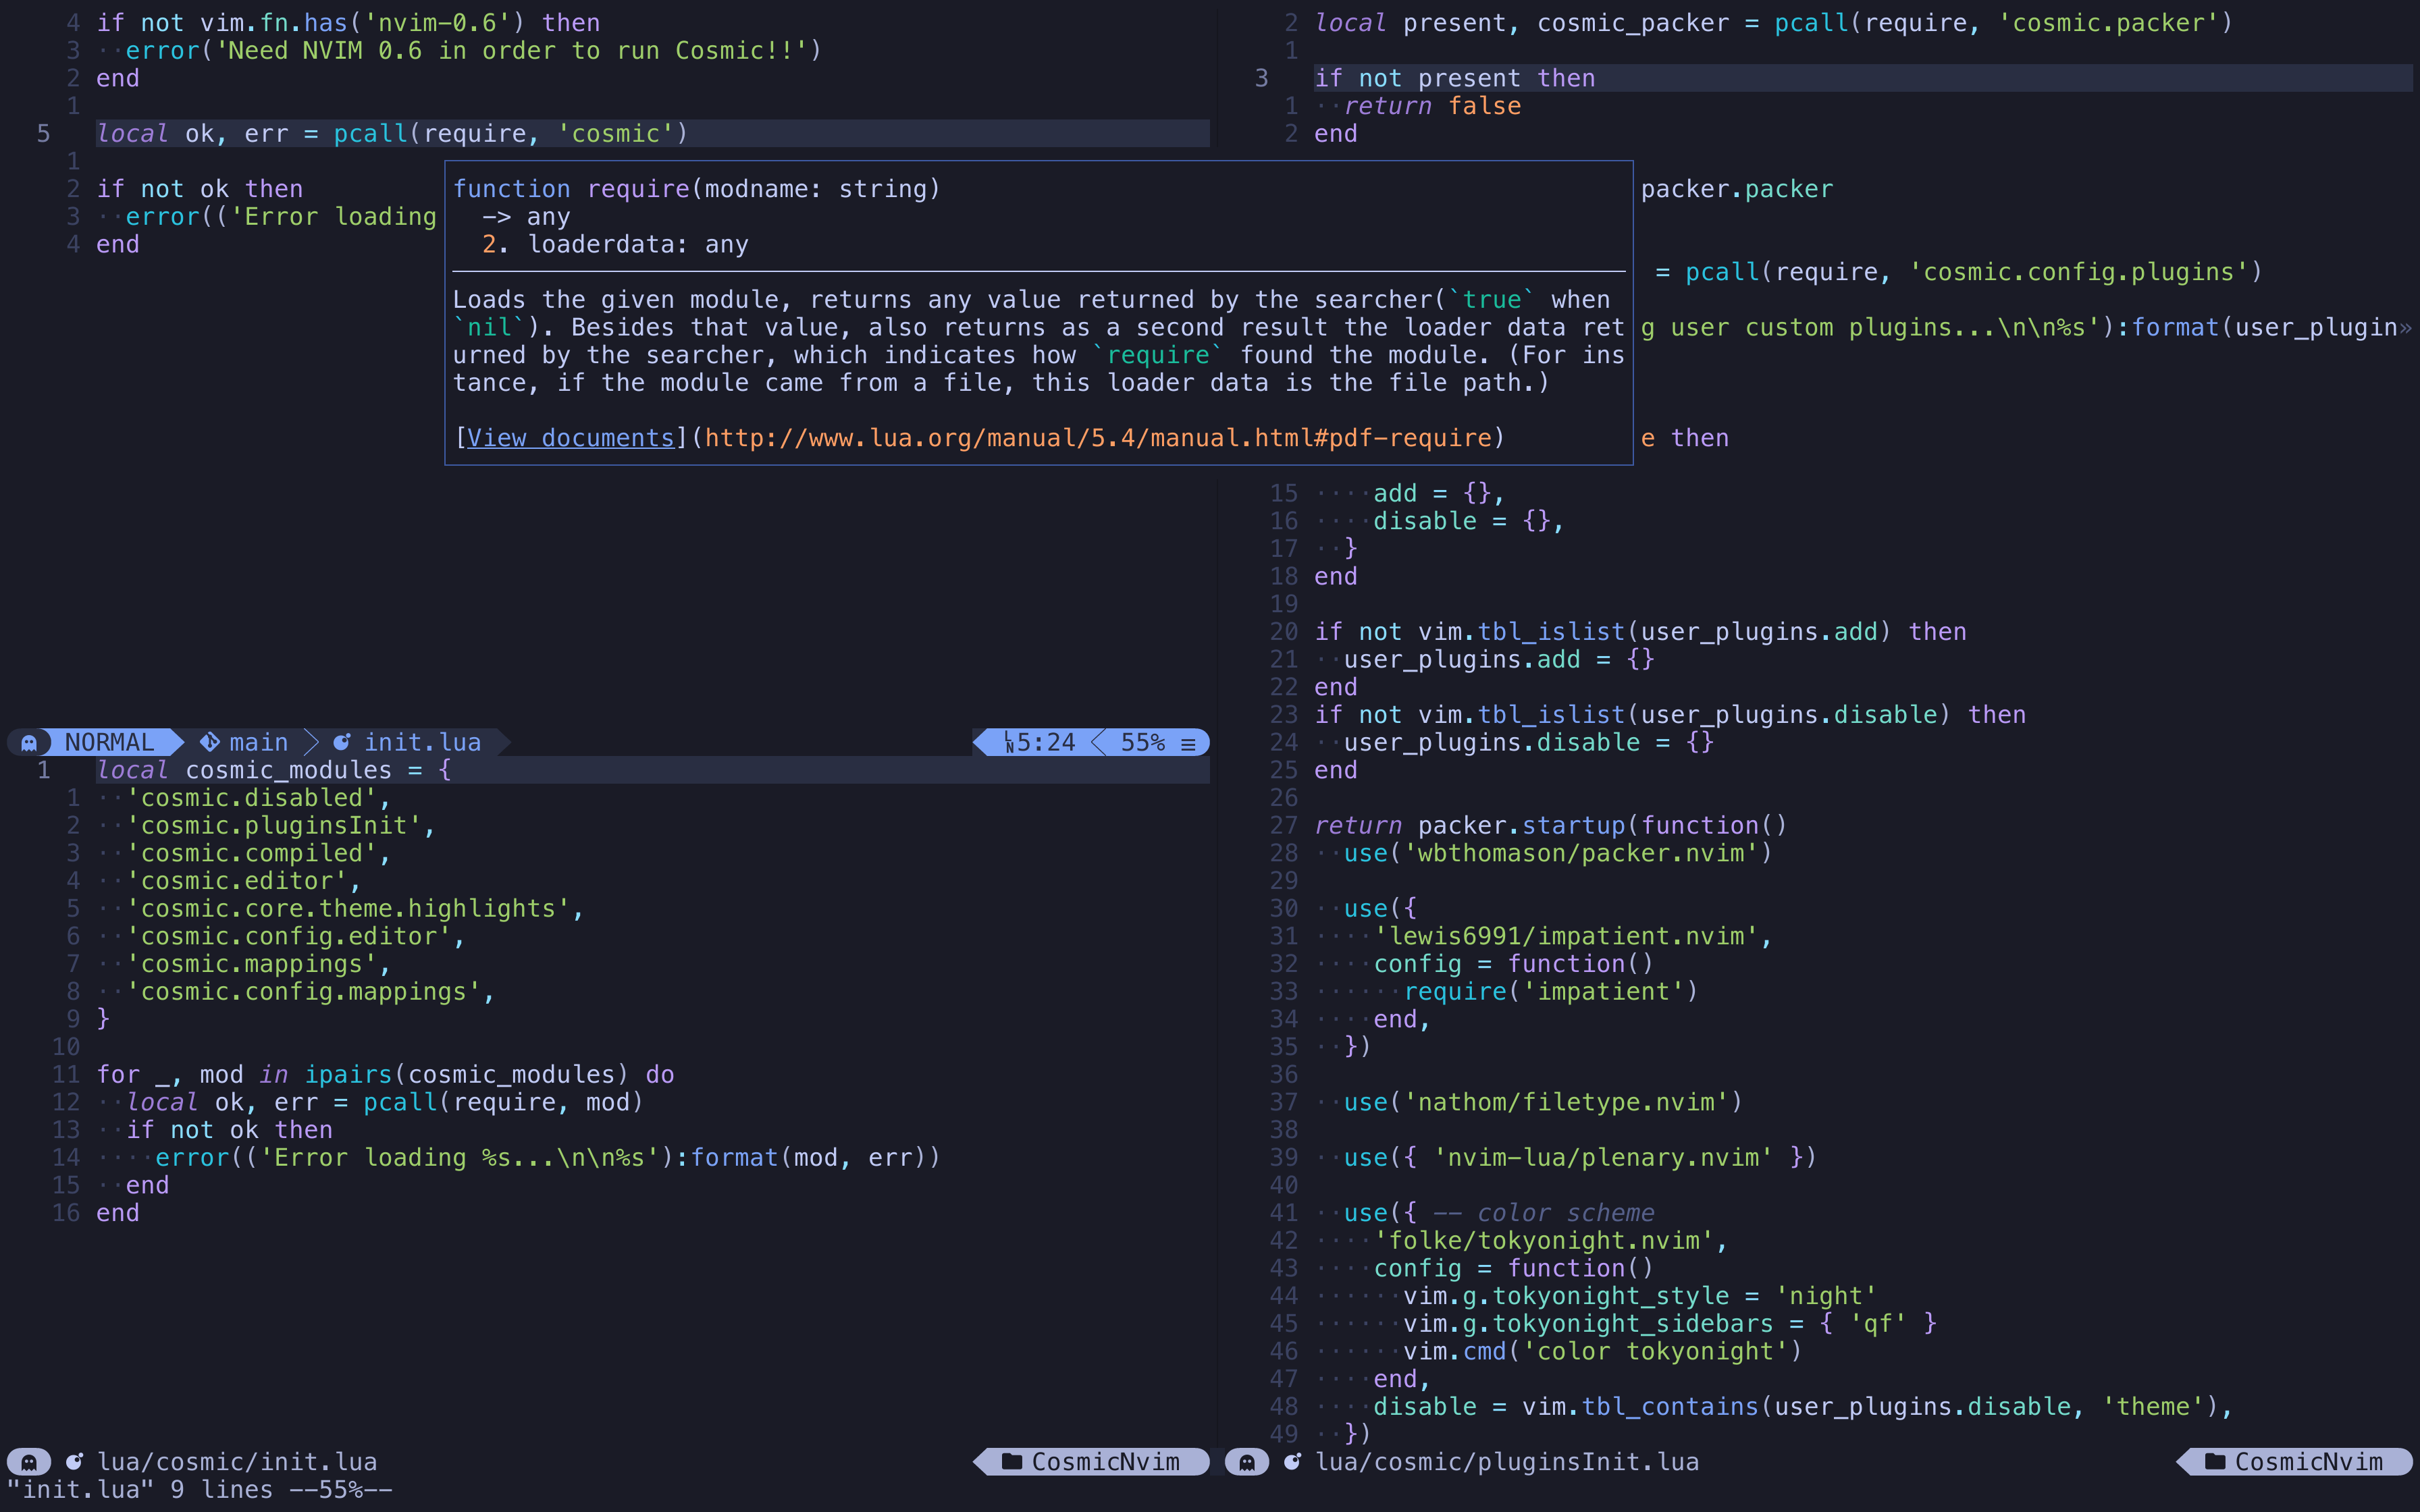 4 if not vim.fn.has('nvim-0.6') then
3 ··error('Need NVIM 0.6 in order to run Cosmic!!')
2 end
1
5 local ok, err = pcall(require, 'cosmic')
1
2 if not ok then
3 ··error(('Error loading
4 end
function require(modname: string)
-> any
2. loaderdata: any
Loads the given module, returns any value returned by the searcher(`true` when
`nil`). Besides that value, also returns as a second result the loader data ret
urned by the searcher, which indicates how `require` found the module. (For ins
tance, if the module came from a file, this loader data is the file path.)
[View documents](http://www.lua.org/manual/5.4/manual.html#pdf-require)
NORMAL main init.lua LN 5:24 55%
1 local cosmic_modules = {
1 ··'cosmic.disabled',
2 ··'cosmic.pluginsInit',
3 ··'cosmic.compiled',
4 ··'cosmic.editor',
5 ··'cosmic.core.theme.highlights',
6 ··'cosmic.config.editor',
7 ··'cosmic.mappings',
8 ··'cosmic.config.mappings',
9 }
10
11 for _, mod in ipairs(cosmic_modules) do
12 ··local ok, err = pcall(require, mod)
13 ··if not ok then
14 ····error(('Error loading %s...\n\n%s'):format(mod, err))
15 ··end
16 end
lua/cosmic/init.lua CosmicNvim
"init.lua" 9 lines --55%--
2 local present, cosmic_packer = pcall(require, 'cosmic.packer')
1
3 if not present then
1 ··return false
2 end
packer.packer
= pcall(require, 'cosmic.config.plugins')
g user custom plugins...\n\n%s'):format(user_plugin»
e then
15 ····add = {},
16 ····disable = {},
17 ··}
18 end
19
20 if not vim.tbl_islist(user_plugins.add) then
21 ··user_plugins.add = {}
22 end
23 if not vim.tbl_islist(user_plugins.disable) then
24 ··user_plugins.disable = {}
25 end
26
27 return packer.startup(function()
28 ··use('wbthomason/packer.nvim')
29
30 ··use({
31 ····'lewis6991/impatient.nvim',
32 ····config = function()
33 ······require('impatient')
34 ····end,
35 ··})
36
37 ··use('nathom/filetype.nvim')
38
39 ··use({ 'nvim-lua/plenary.nvim' })
40
41 ··use({ -- color scheme
42 ····'folke/tokyonight.nvim',
43 ····config = function()
44 ······vim.g.tokyonight_style = 'night'
45 ······vim.g.tokyonight_sidebars = { 'qf' }
46 ······vim.cmd('color tokyonight')
47 ····end,
48 ····disable = vim.tbl_contains(user_plugins.disable, 'theme'),
49 ··})
lua/cosmic/pluginsInit.lua CosmicNvim